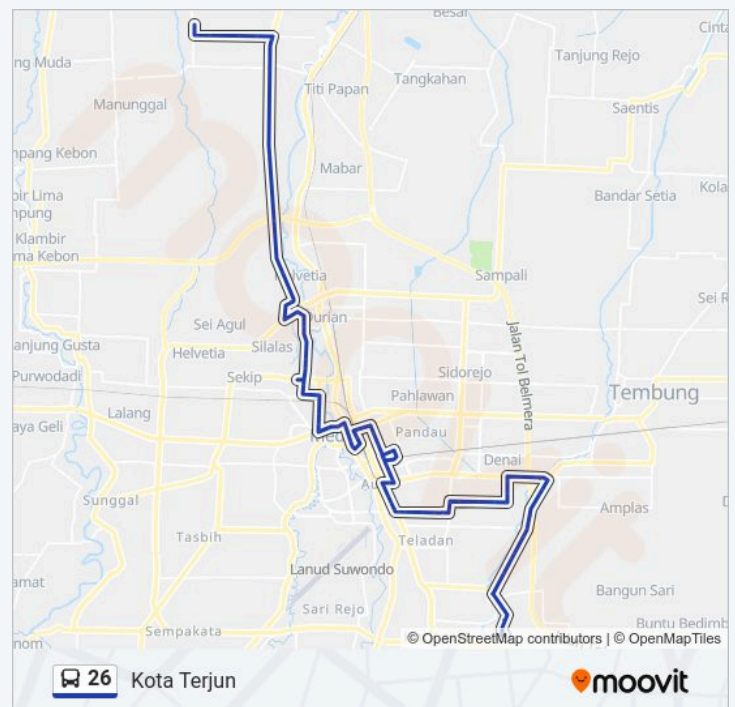 Besar
Cinta
ng Muda
Tanjung Rejo
Titi Papan
Tangkahan
Manunggal
Saentis
Mabar
mpang Kebon
Kola
Bandar Setia
bir Lima
mpung
Klambir
ma Kebon
Sampali
Helvetia
Sei R
Durian
Sei Agul
Silalas
Jalan Tol Belmera
anjung Gusta
Helvetia
Purwodadi
Sekip
Sidorejo
Pahlawan
Tembung
Lalang
aya Geli
Pandau
Denai
Sunggal
Amplas
Tasbih
Teladan
Lanud Suwondo
amat
Bangun Sari
Sari Rejo
Sempakata
Buntu Bedimb
nom
© OpenStreetMap contributors | © OpenMapTiles
26 Kota Terjun
moovit